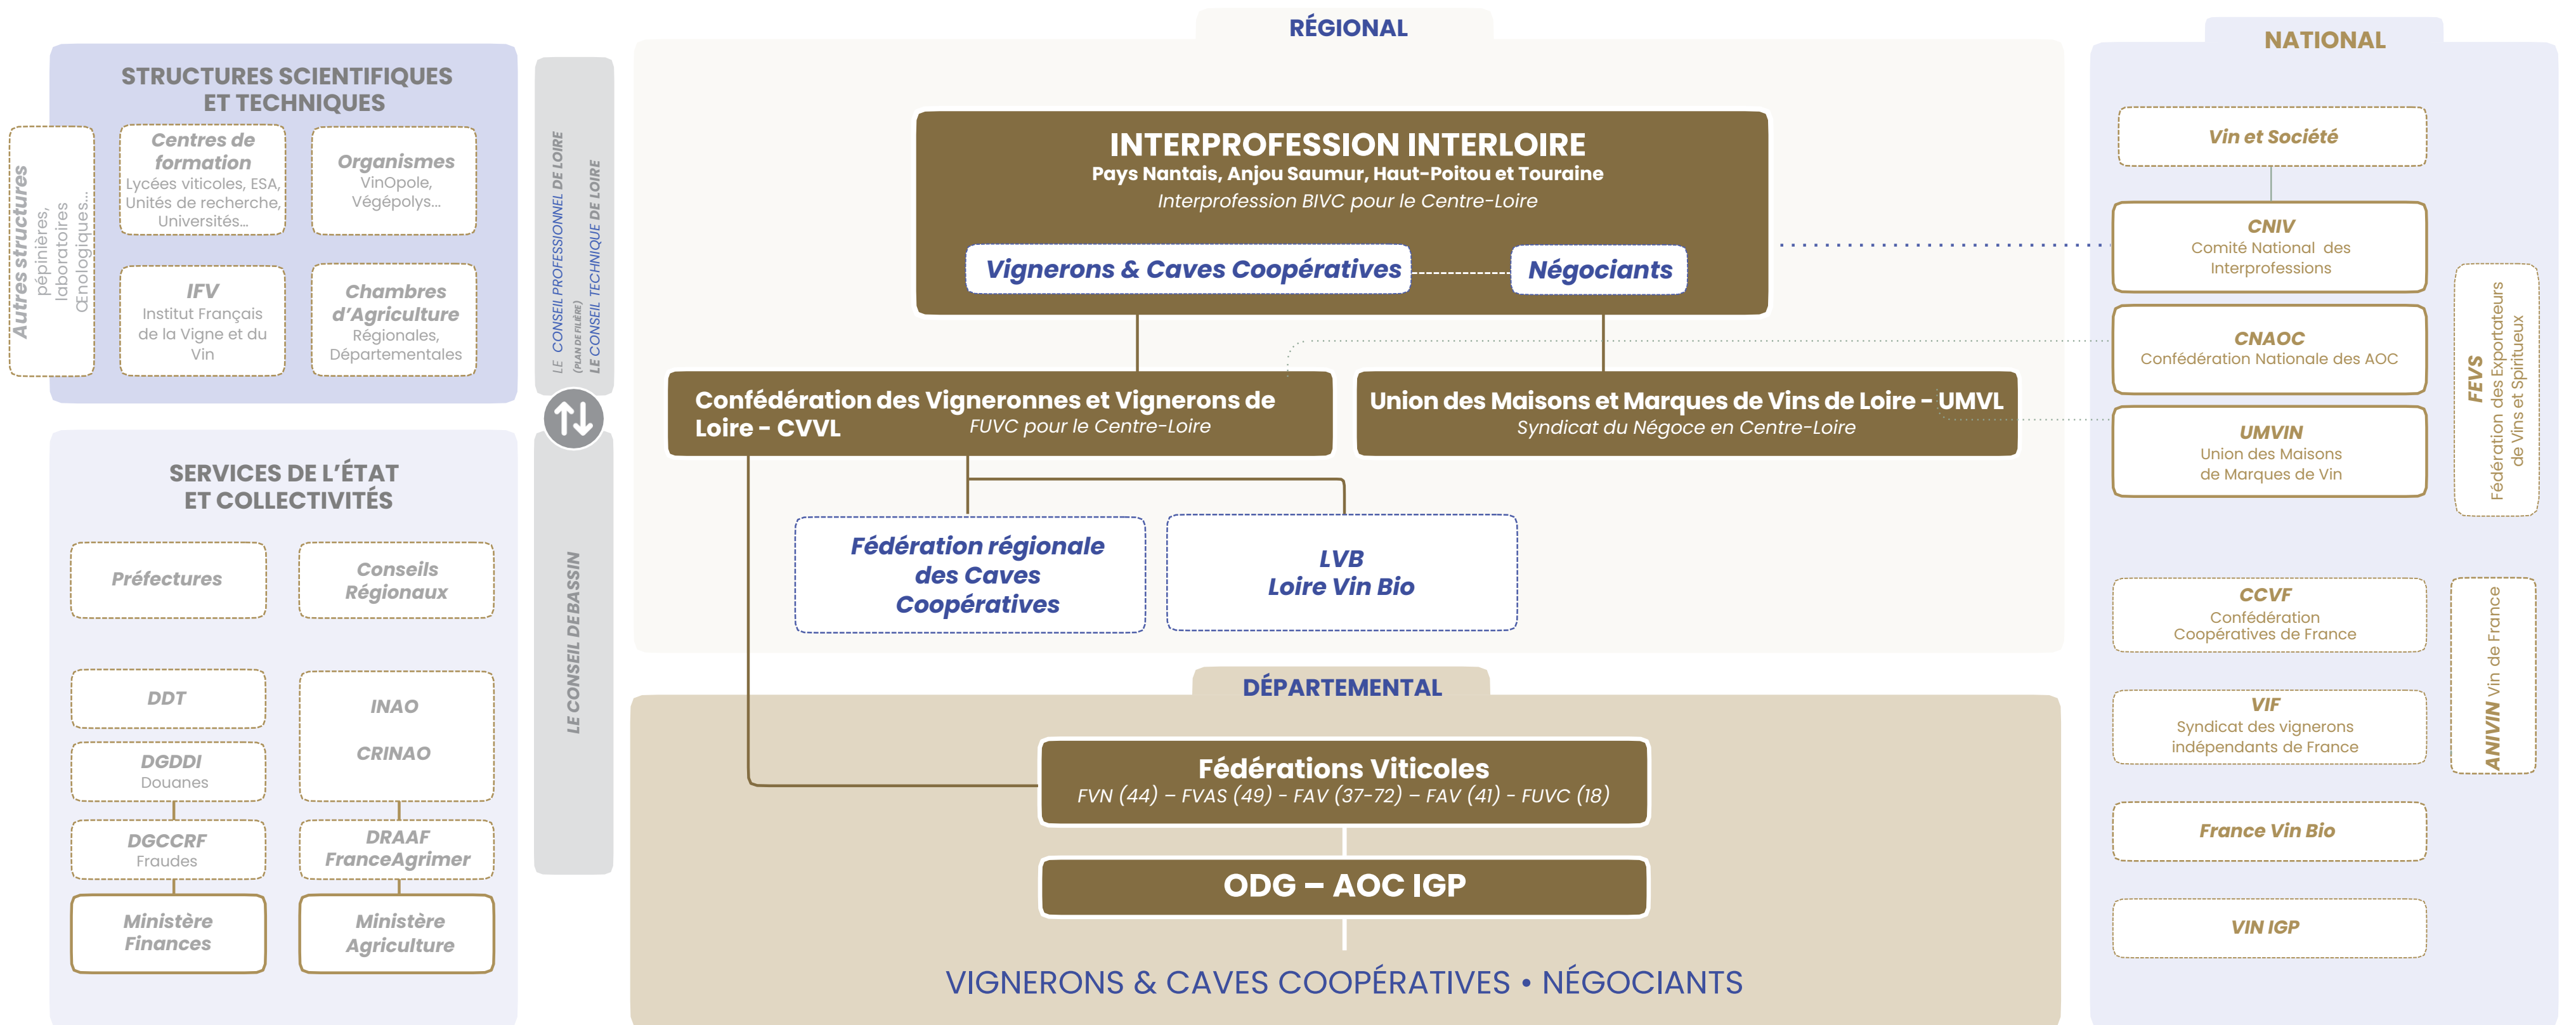 STRUCTURES SCIENTIFIQUES
ET TECHNIQUES
Autres structures
pépinières,
laboratoires
Œnologiques...
Centres de
formation
Lycées viticoles, ESA,
Unités de recherche,
Universités...
Organismes
VinOpole,
Végépolys...
IFV
Institut Français
de la Vigne et du
Vin
Chambres
d’Agriculture
Régionales,
Départementales
SERVICES DE L’ÉTAT
ET COLLECTIVITÉS
Préfectures
Conseils
Régionaux
DDT
INAO
CRINAO
DGDDI
Douanes
DGCCRF
Fraudes
DRAAF
FranceAgrimer
Ministère
Finances
Ministère
Agriculture
LE CONSEIL PROFESSIONNEL DE LOIRE
(PLAN DE FILIÈRE)
LE CONSEIL TECHNIQUE DE LOIRE
LE CONSEIL DEBASSIN
RÉGIONAL
INTERPROFESSION INTERLOIRE
Pays Nantais, Anjou Saumur, Haut-Poitou et Touraine
Interprofession BIVC pour le Centre-Loire
Vignerons & Caves Coopératives
Négociants
Confédération des Vigneronnes et Vignerons de
Loire - CVVL
FUVC pour le Centre-Loire
Union des Maisons et Marques de Vins de Loire - UMVL
Syndicat du Négoce en Centre-Loire
Fédération régionale
des Caves
Coopératives
LVB
Loire Vin Bio
DÉPARTEMENTAL
Fédérations Viticoles
FVN (44) – FVAS (49) - FAV (37-72) – FAV (41) - FUVC (18)
ODG – AOC IGP
VIGNERONS & CAVES COOPÉRATIVES • NÉGOCIANTS
NATIONAL
Vin et Société
CNIV
Comité National des
Interprofessions
CNAOC
Confédération Nationale des AOC
UMVIN
Union des Maisons
de Marques de Vin
FEVS
Fédération des Exportateurs
de Vins et Spiritueux
CCVF
Confédération
Coopératives de France
VIF
Syndicat des vignerons
indépendants de France
ANIVIN Vin de France
France Vin Bio
VIN IGP